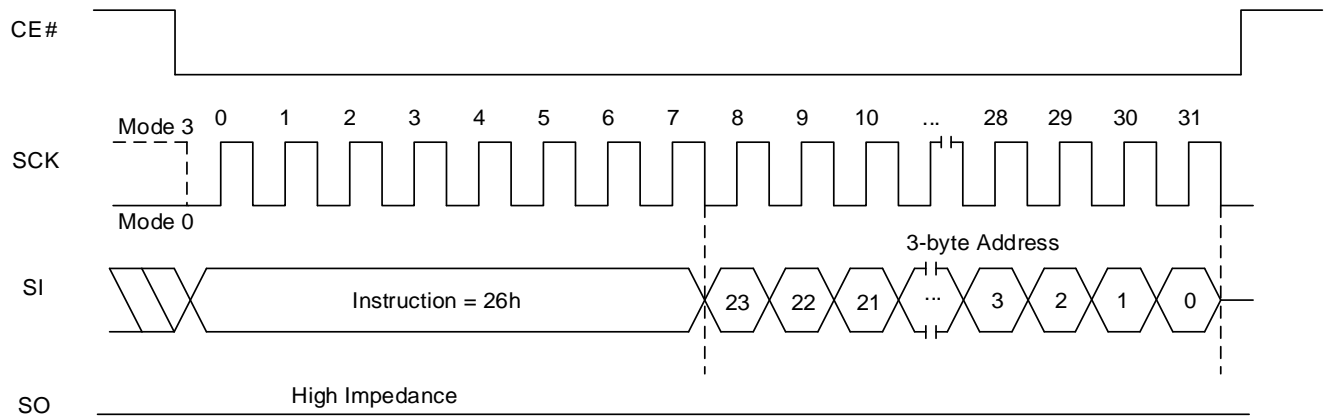 CE#
Mode 3
0 1 2 3 4 5 6 7 8 9 10 ... 28 29 30 31
SCK
Mode 0
3-byte Address
SI
Instruction = 26h
23 22 21 ... 3 2 1 0
High Impedance
SO